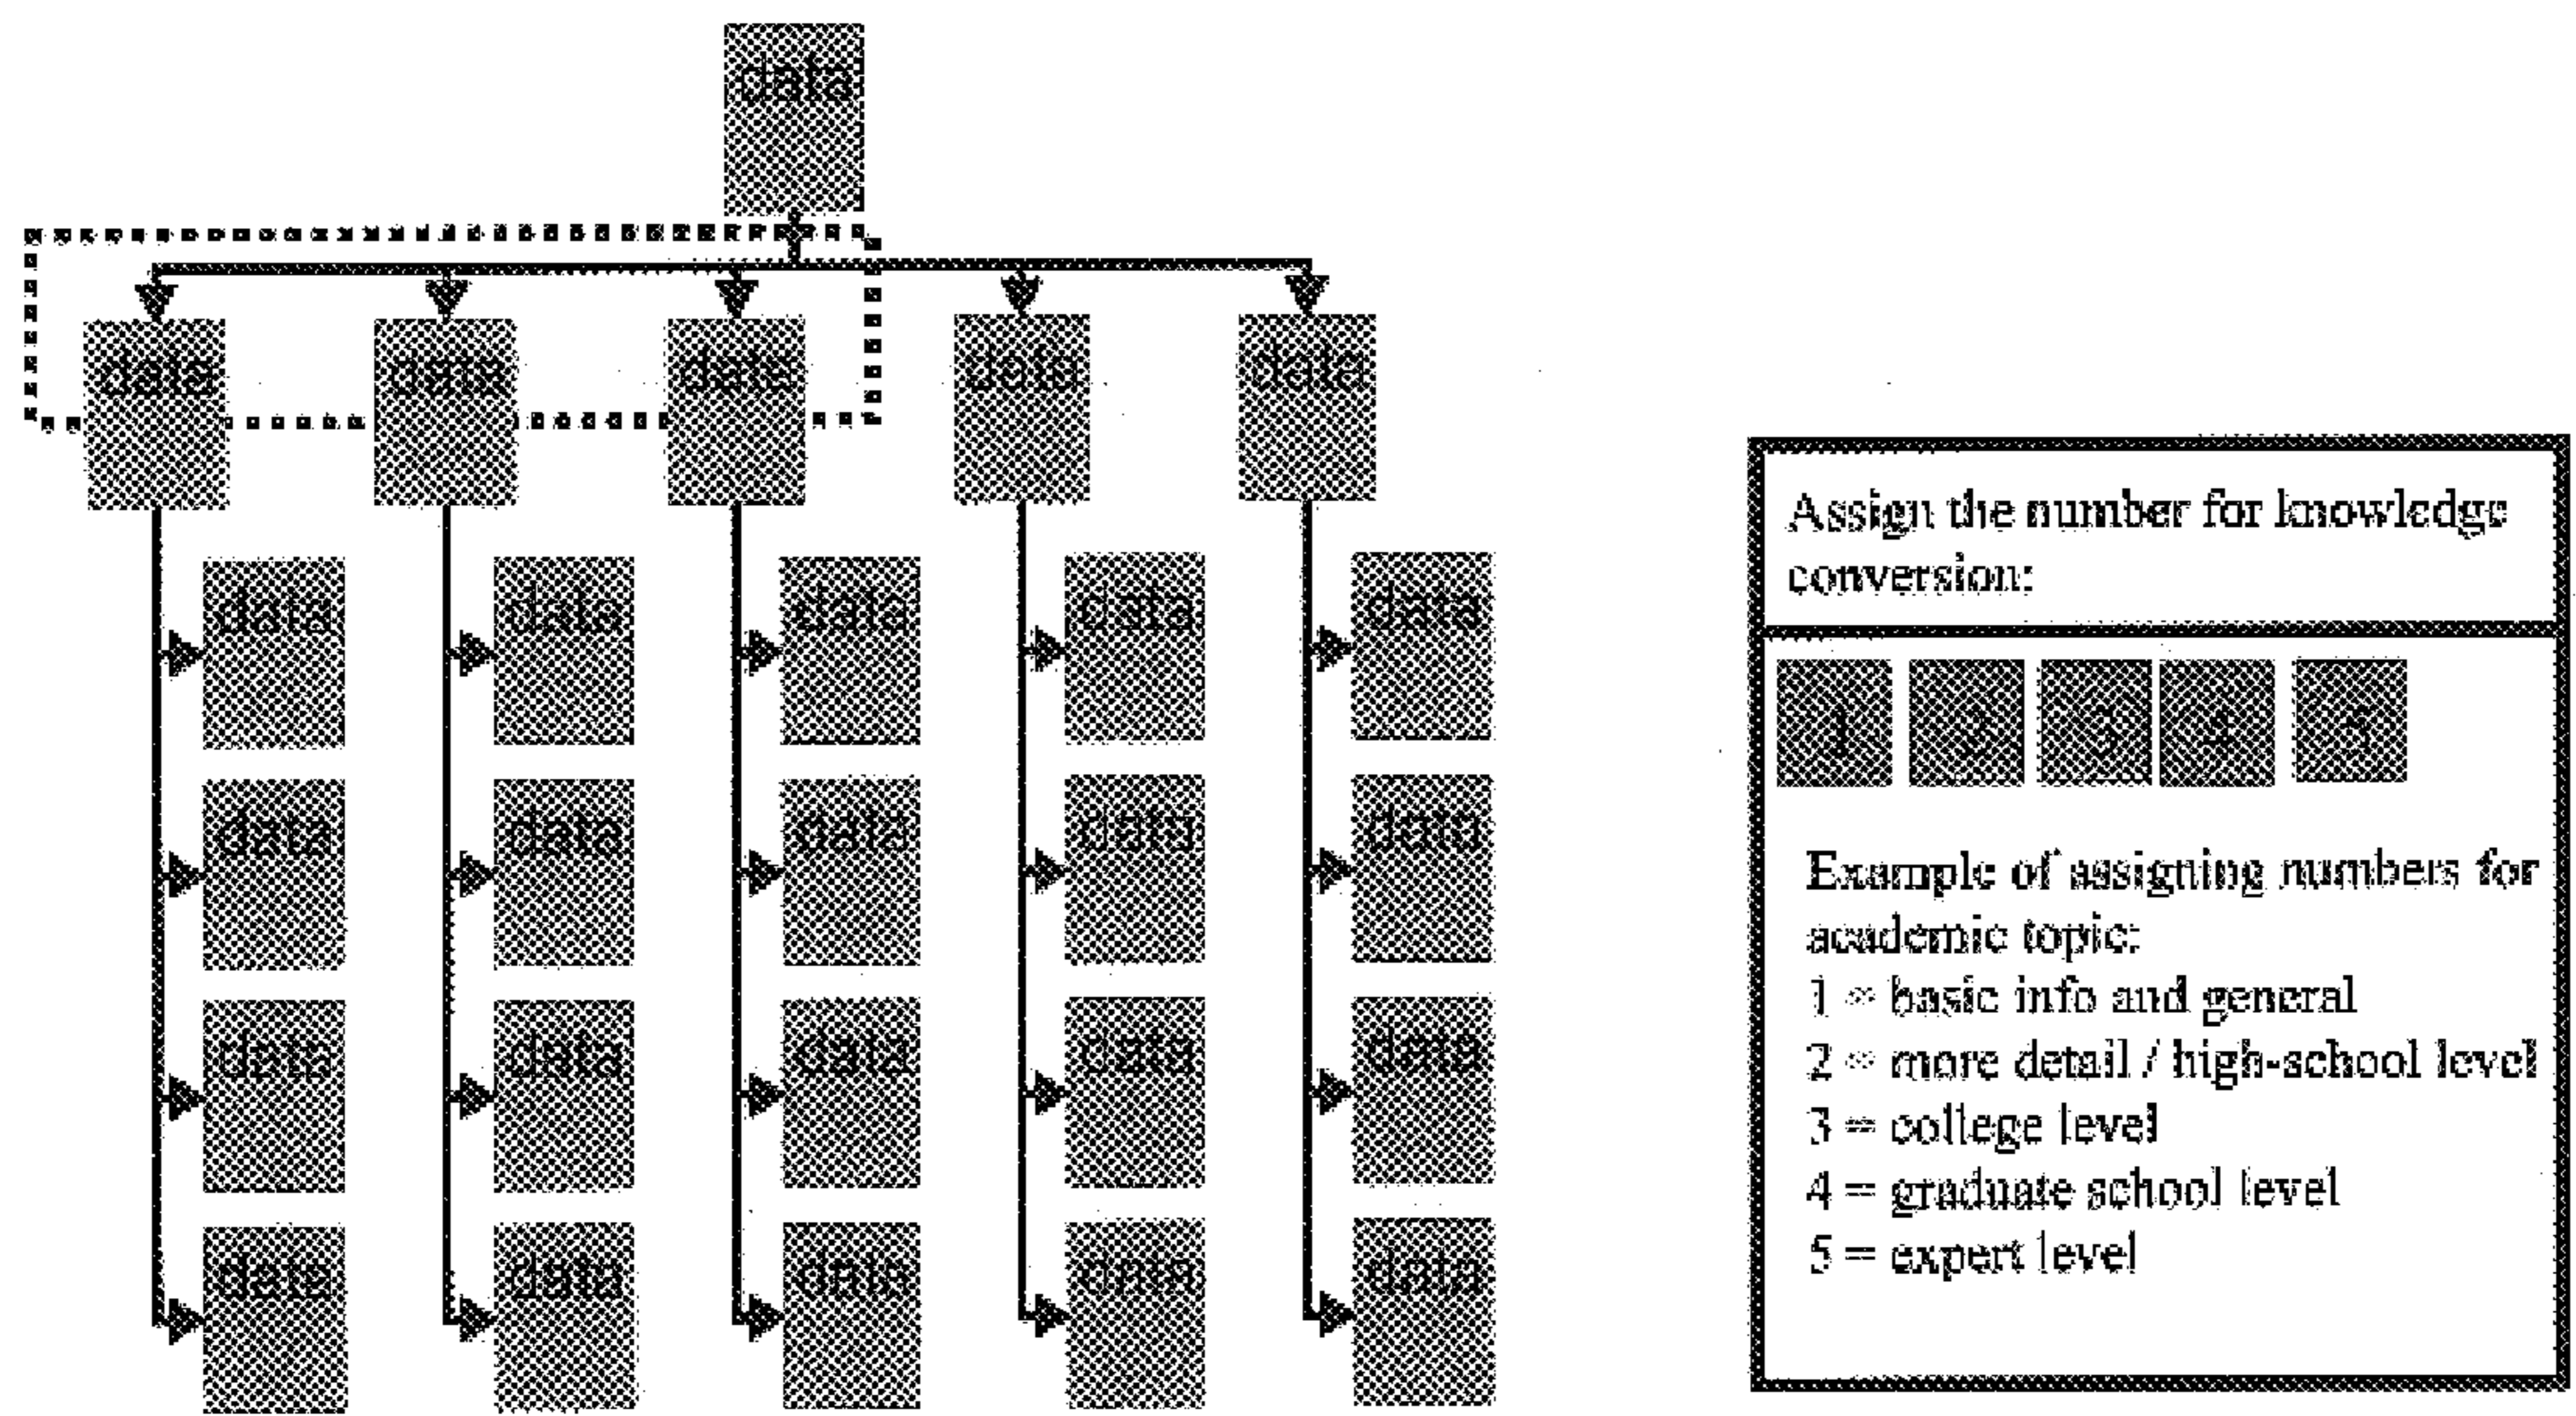 data
data data data data data
data data data data data
data data data data data
data data data data data
data data data data data
Assign the number for knowledge
conversion:
1 2 3 4 5
Example of assigning numbers for
academic topic:
1 = basic info and general
2 = more detail / high-school level
3 = college level
4 = graduate school level
5 = expert level